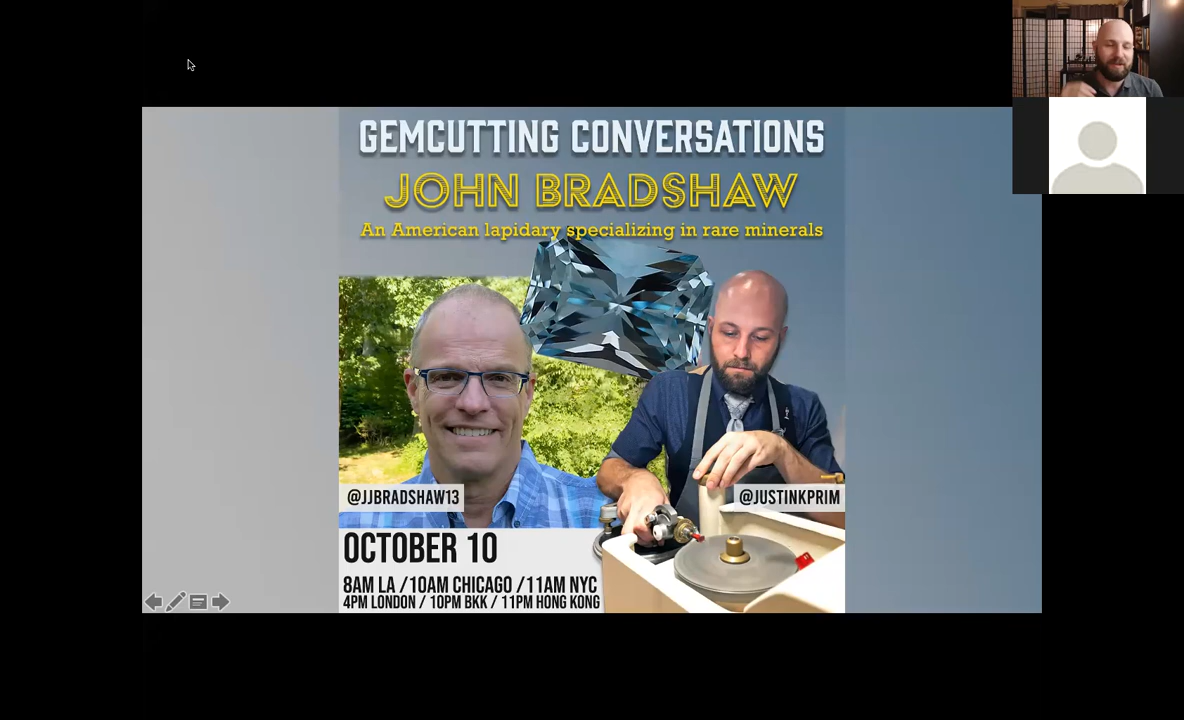 GEMCUTTING CONVERSATIONS
JOHN BRADSHAW
An American lapidary specializing in rare minerals
@JJBRADSHAW13
@JUSTINKPRIM
OCTOBER 10
8AM LA /10AM CHICAGO /11AM NYC
4PM LONDON / 10PM BKK / 11PM HONG KONG